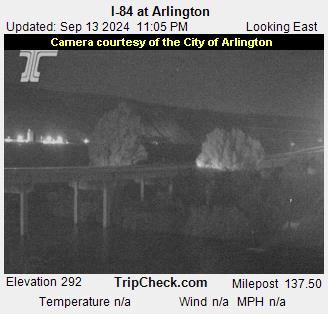 I-84 at Arlington
Updated: Sep 13 2024 11:05 PM Looking East
Camera courtesy of the City of Arlington
Elevation 292 TripCheck.com Milepost 137.50
Temperature n/a Wind n/a MPH n/a